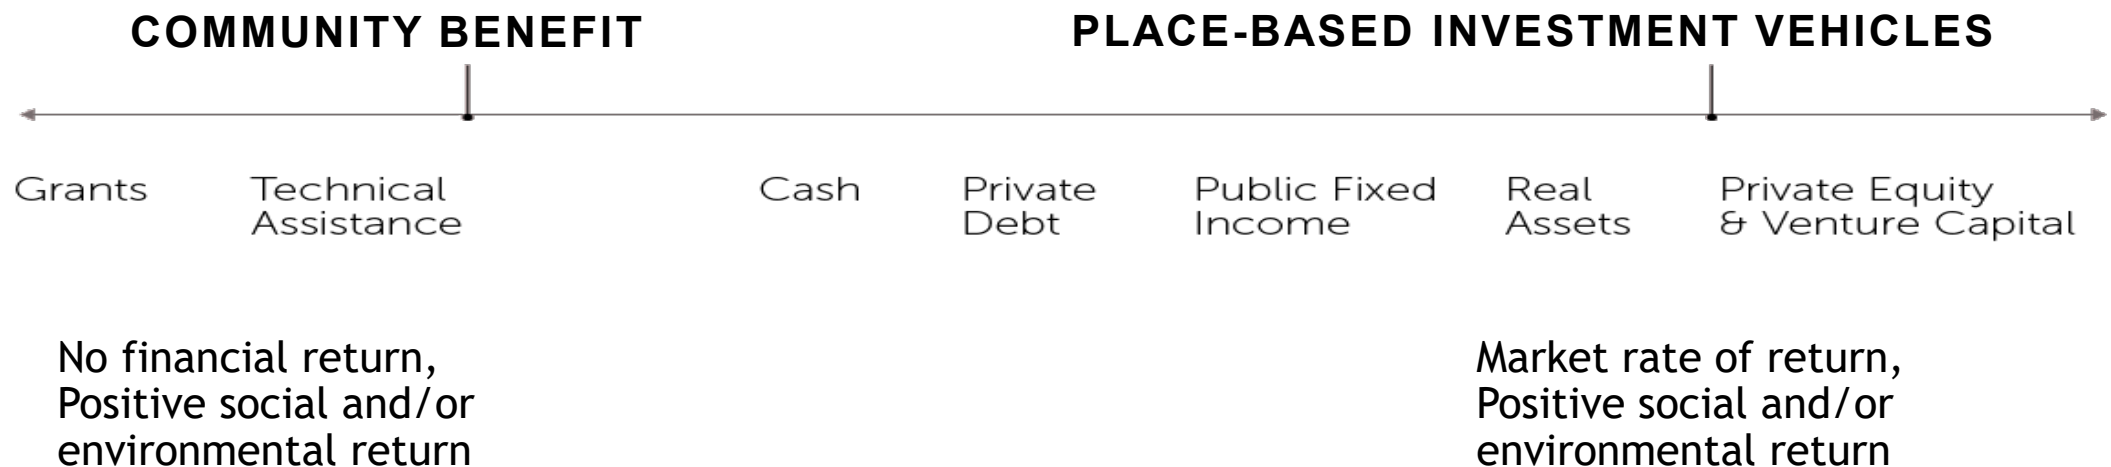 COMMUNITY BENEFIT
PLACE-BASED INVESTMENT VEHICLES
Grants
Technical
Assistance
Cash
Private
Debt
Public Fixed
Income
Real
Assets
Private Equity
& Venture Capital
No financial return,
Positive social and/or
environmental return
Market rate of return,
Positive social and/or
environmental return